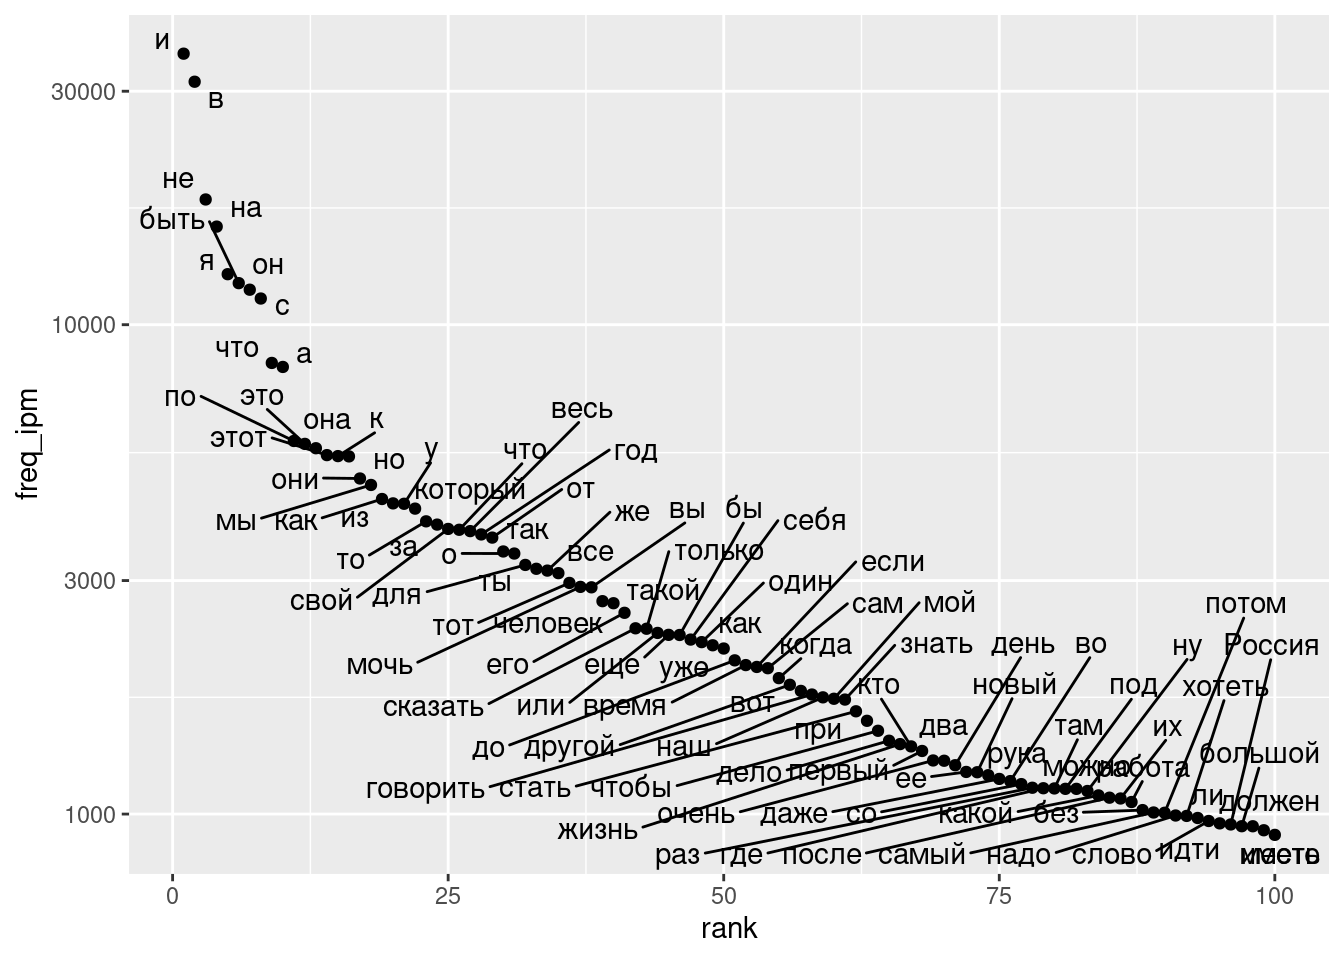 и
30000
в
не
на
быть
я
он
с
10000
что
а
по
это
она
к
весь
этот
у
но
что
год
они
который
от
мы
как
из
так
же
вы
бы
себя
то
за
о
все
только
если
свой
для
ты
такой
один
3000
тот
человек
как
сам
мой
потом
мочь
его
еще
уже
когда
знать
день
во
ну
Россия
сказать
или
время
вот
кто
новый
под
хотеть
до
другой
наш
при
два
там
их
говорить
стать
чтобы
дело
первый
ее
рука
можно
работа
большой
жизнь
очень
даже
со
какой
без
ли
должен
1000
раз
где
после
самый
надо
слово
идти
иметь
0
25
50
75
100
rank
freq_ipm